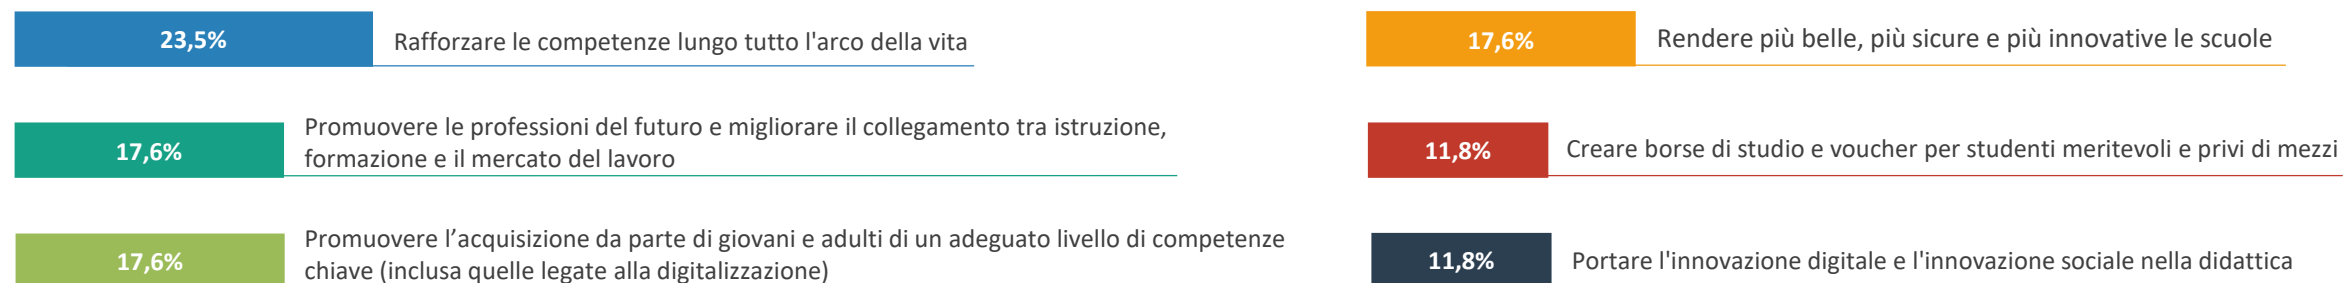 23,5%
Rafforzare le competenze lungo tutto l'arco della vita
17,6%
Promuovere le professioni del futuro e migliorare il collegamento tra istruzione,
formazione e il mercato del lavoro
17,6%
Promuovere l’acquisizione da parte di giovani e adulti di un adeguato livello di competenze
chiave (inclusa quelle legate alla digitalizzazione)
17,6%
Rendere più belle, più sicure e più innovative le scuole
11,8%
Creare borse di studio e voucher per studenti meritevoli e privi di mezzi
11,8%
Portare l'innovazione digitale e l'innovazione sociale nella didattica